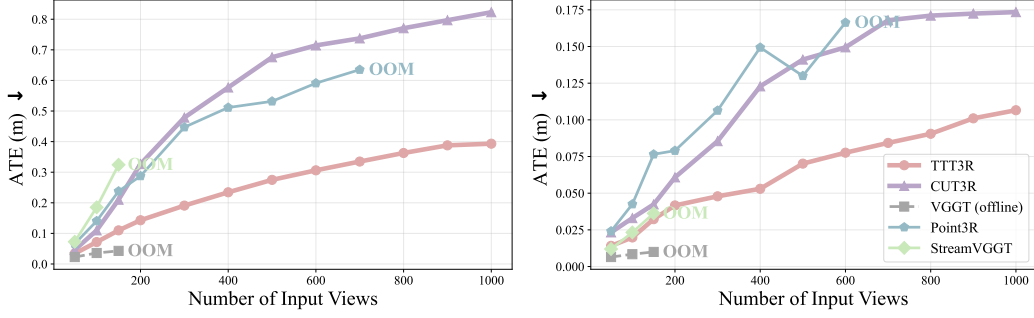 ATE (m) ↓
0.8
0.7
0.6
0.5
0.4
0.3
0.2
0.1
0.0
OOM
OOM
OOM
200
400
600
800
1000
Number of Input Views
ATE (m) ↓
0.175
0.150
0.125
0.100
0.075
0.050
0.025
0.000
OOM
OOM
OOM
TTT3R
CUT3R
VGGT (offline)
Point3R
StreamVGGT
200
400
600
800
1000
Number of Input Views